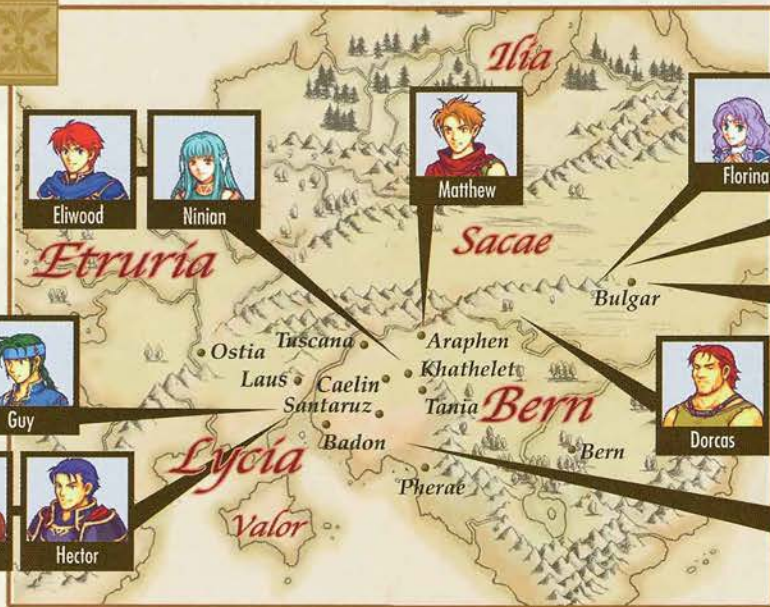 Ilia
Matthew
Florina
Eliwood
Ninian
Etruria
Sacae
Bulgar
Ostia
Tuscana
Araphen
Laus
Caelin
Khathelet
Guy
Santaruz
Tania
Bern
Dorcas
Badon
Lycia
Bern
Hector
Pherae
Valor